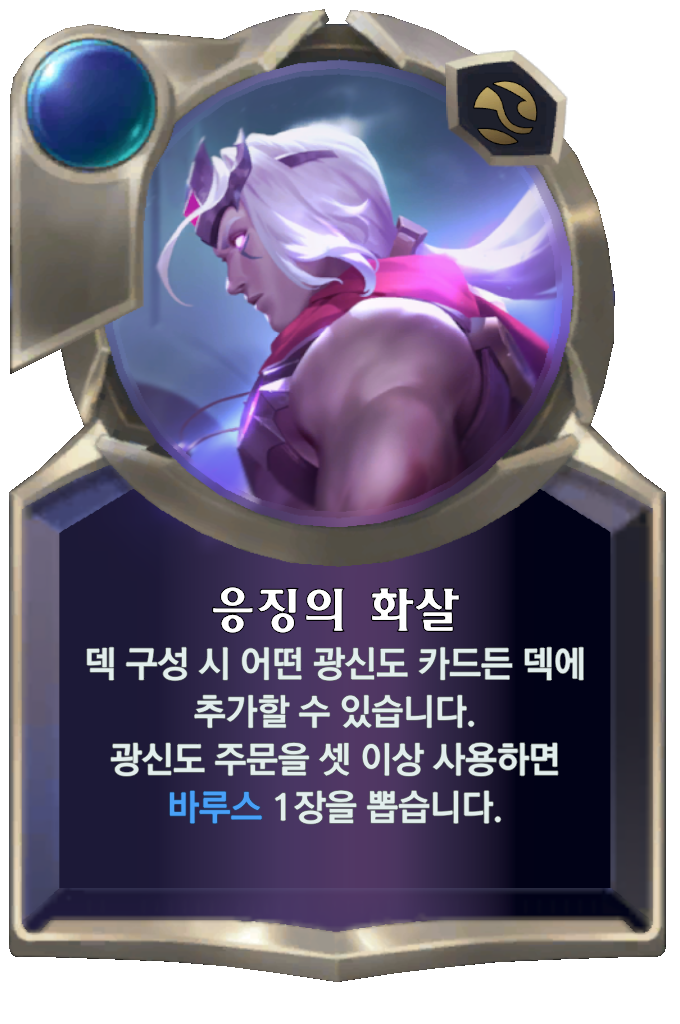 응징의 화살
덱 구성 시 어떤 광신도 카드든 덱에
추가할 수 있습니다.
광신도 주문을 셋 이상 사용하면
바루스 1장을 뽑습니다.